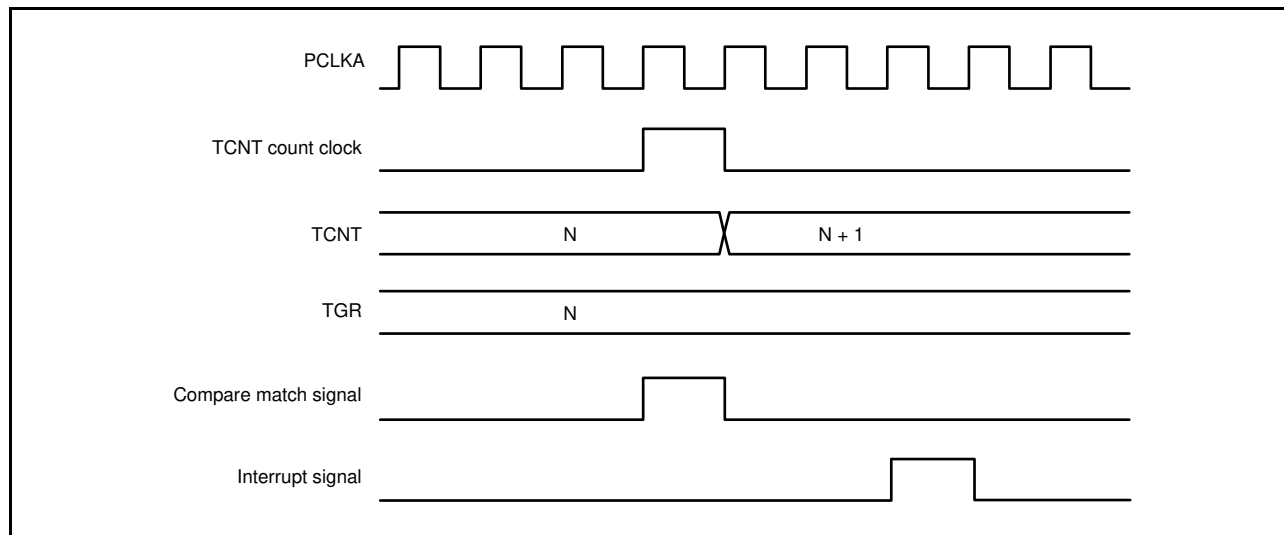 PCLKA
TCNT count clock
TCNT
N
N + 1
TGR
N
Compare match signal
Interrupt signal